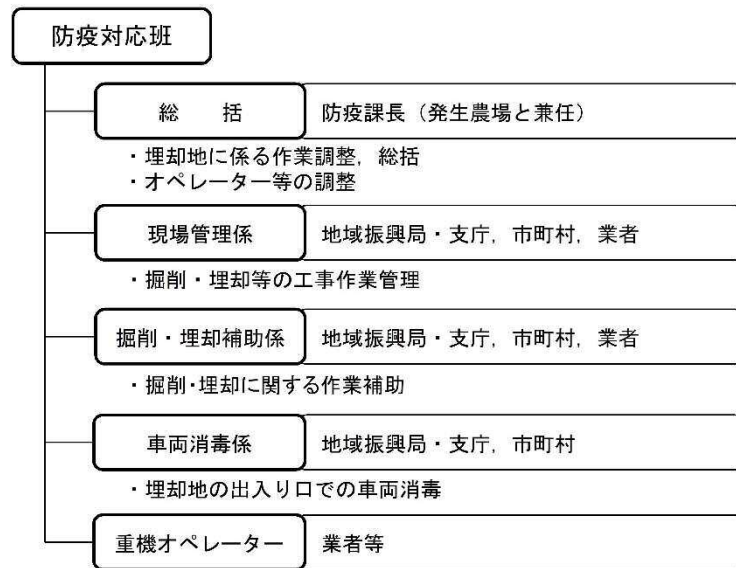 防疫対応班
総　　括　防疫課長（発生農場と兼任）
・埋却地に係る作業調整，総括
・オペレーター等の調整
現場管理係　地域振興局・支庁，市町村，業者
・掘削・埋却等の工事作業管理
掘削・埋却補助係　地域振興局・支庁，市町村，業者
・掘削・埋却に関する作業補助
車両消毒係　地域振興局・支庁，市町村
・埋却地の出入り口での車両消毒
重機オペレーター　業者等